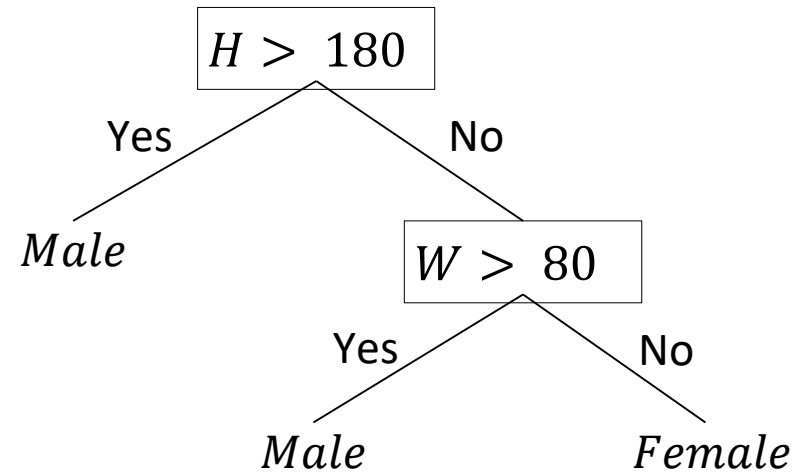 H > 180
Yes
No
Male
W > 80
Yes
No
Male
Female